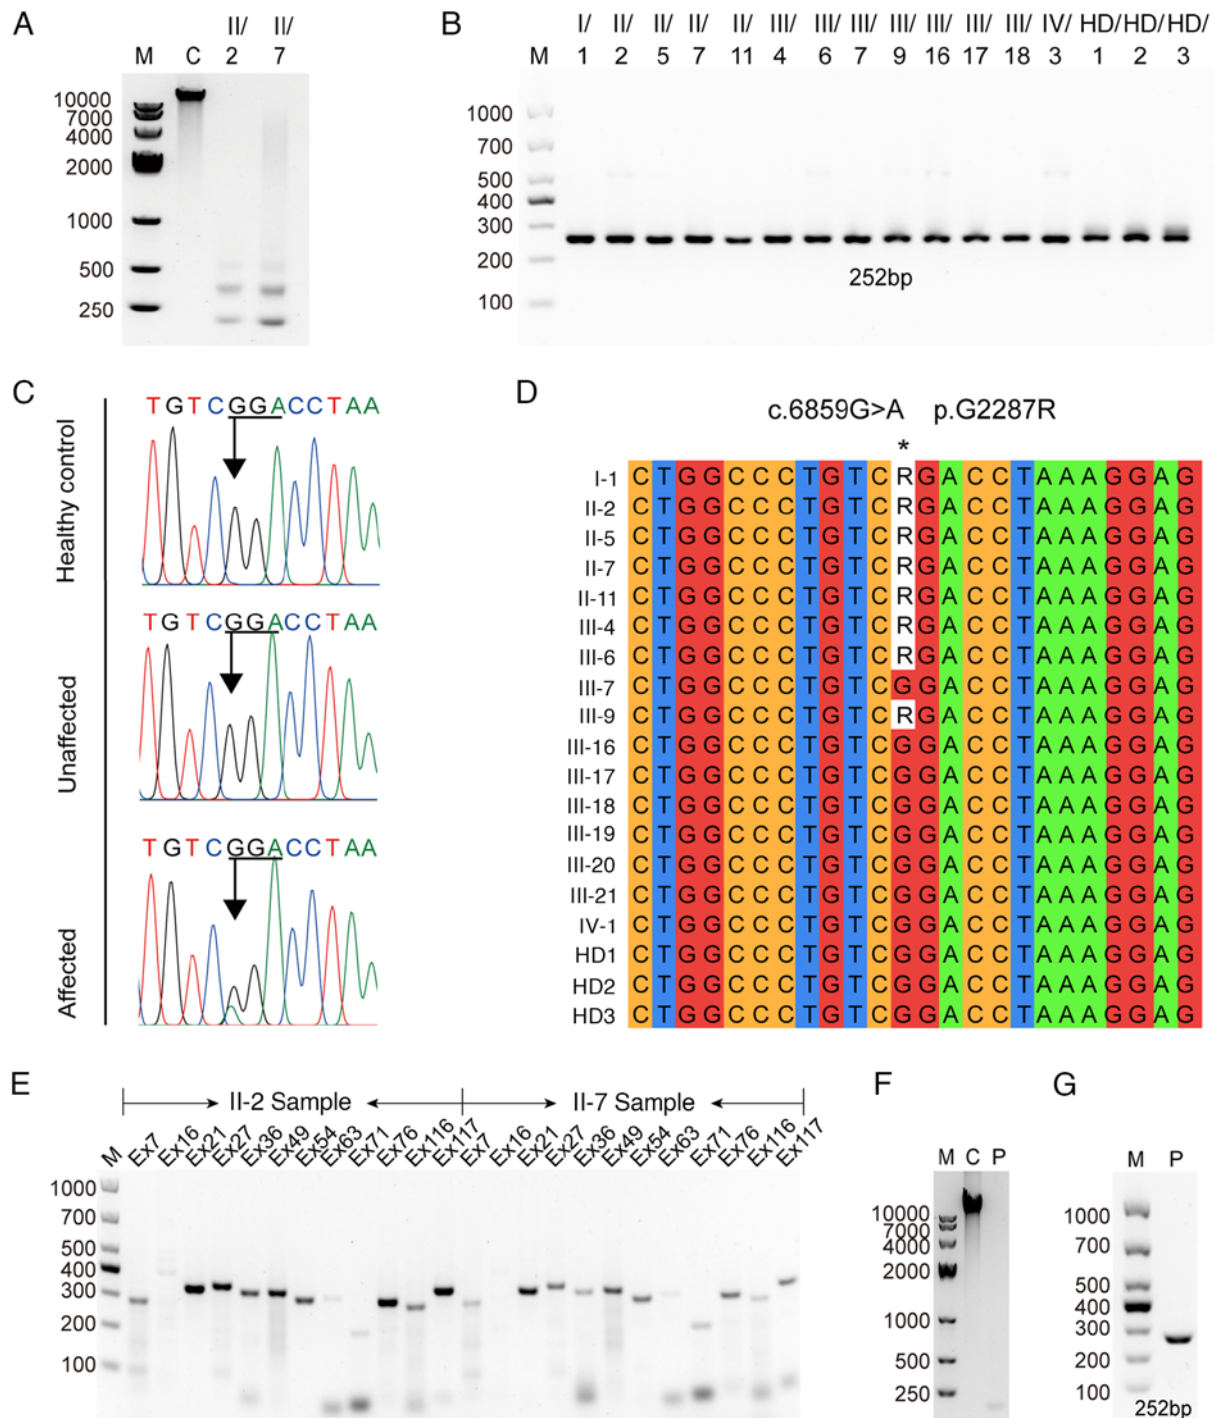 A
II/ II/
M C 2 7
10000
7000
4000
2000
1000
500
250
B
I/ II/ II/ II/ II/ III/ III/ III/ III/ III/ III/ III/ IV/ HD/ HD/ HD/
M 1 2 5 7 11 4 6 7 9 16 17 18 3 1 2 3
1000
700
500
400
300
200
100
252bp
C
Healthy control
TGTCGGACCTAA
Unaffected
TGTCGGACCTAA
Affected
TGTCGGACCTAA
D
c.6859G>A p.G2287R
*
I-1 CTGGCCCTGTCRGACCTAAAGGAG
II-2 CTGGCCCTGTCRGACCTAAAGGAG
II-5 CTGGCCCTGTCRGACCTAAAGGAG
II-7 CTGGCCCTGTCRGACCTAAAGGAG
II-11 CTGGCCCTGTCRGACCTAAAGGAG
III-4 CTGGCCCTGTCRGACCTAAAGGAG
III-6 CTGGCCCTGTCRGACCTAAAGGAG
III-7 CTGGCCCTGTCGGACCTAAAGGAG
III-9 CTGGCCCTGTCRGACCTAAAGGAG
III-16 CTGGCCCTGTCGGACCTAAAGGAG
III-17 CTGGCCCTGTCGGACCTAAAGGAG
III-18 CTGGCCCTGTCGGACCTAAAGGAG
III-19 CTGGCCCTGTCGGACCTAAAGGAG
III-20 CTGGCCCTGTCGGACCTAAAGGAG
III-21 CTGGCCCTGTCGGACCTAAAGGAG
IV-1 CTGGCCCTGTCGGACCTAAAGGAG
HD1 CTGGCCCTGTCGGACCTAAAGGAG
HD2 CTGGCCCTGTCGGACCTAAAGGAG
HD3 CTGGCCCTGTCGGACCTAAAGGAG
E
II-2 Sample II-7 Sample
M Ex7 Ex16 Ex21 Ex27 Ex36 Ex49 Ex54 Ex63 Ex71 Ex76 Ex116 Ex117 Ex7 Ex16 Ex21 Ex27 Ex36 Ex49 Ex54 Ex63 Ex71 Ex76 Ex116 Ex117
1000
700
500
400
300
200
100
F
M C P
10000
7000
4000
2000
1000
500
250
G
M P
1000
700
500
400
300
200
100
252bp